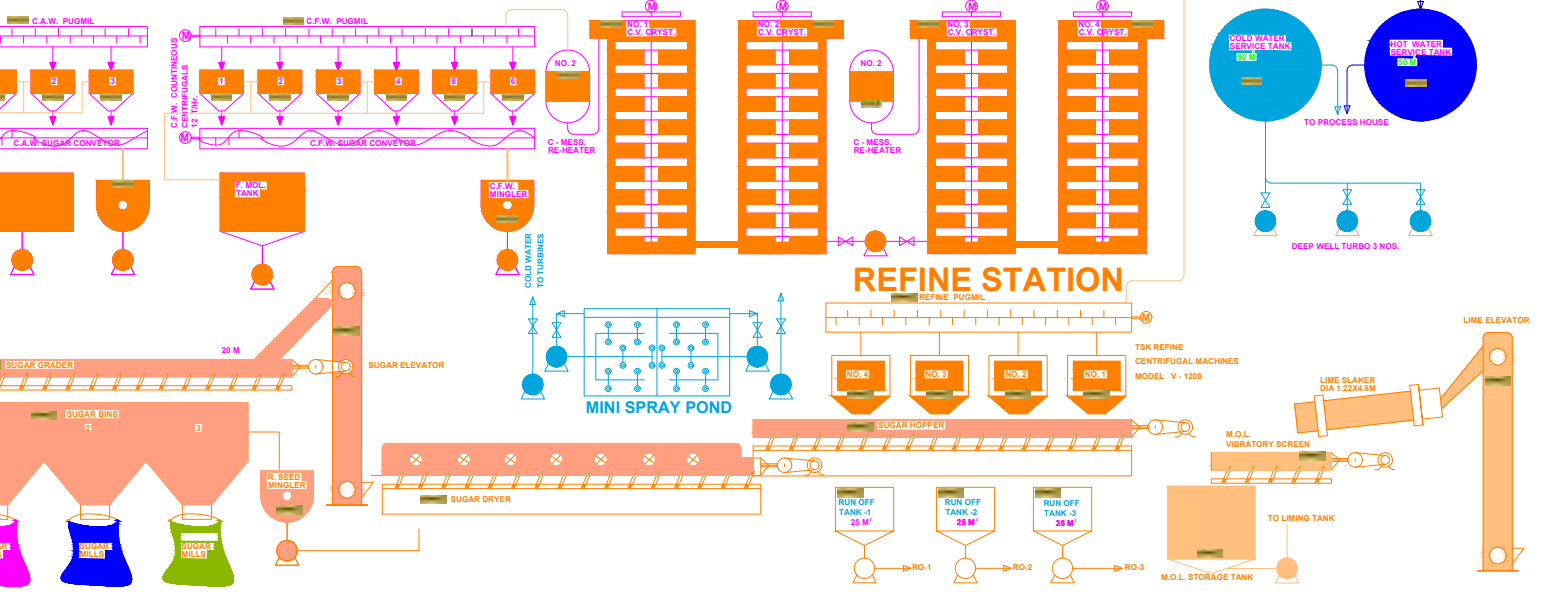 C.A.W. PUGMIL
2
3
C.A.W. SUGAR CONVEYOR
C.F.W. PUGMIL
M
C.F.W. COUNTINEOUS
CENTRIFUGALS
12 T/Hr.
1
2
3
4
5
6
M
C.F.W. SUGAR CONVEYOR
F. MOL.
TANK
C.F.W.
MINGLER
NO. 2
C - MESS.
RE-HEATER
M
NO. 1
C.V. CRYST.
M
NO. 2
C.V. CRYST.
NO. 2
C - MESS.
RE-HEATER
M
NO. 3
C.V. CRYST.
M
NO. 4
C.V. CRYST.
COLD WATER
SERVICE TANK
50 M
HOT WATER
SERVICE TANK
50 M
TO PROCESS HOUSE
DEEP WELL TURBO 3 NOS.
REFINE STATION
COLD WATER
TO TURBINES
MINI SPRAY POND
REFINE PUGMIL
M
NO. 4
NO. 3
NO. 2
NO. 1
TSK REFINE
CENTRIFUGAL MACHINES
MODEL V - 1200
SUGAR HOPPER
20 M
SUGAR GRADER
SUGAR ELEVATOR
SUGAR BINS
2
3
R. SEED
MINGLER
SUGAR
MILLS
SUGAR
MILLS
SUGAR DRYER
RUN OFF
TANK -1
25 M³
RUN OFF
TANK -2
25 M³
RUN OFF
TANK -3
25 M³
RO-1
RO-2
RO-3
LIME ELEVATOR
LIME SLAKER
DIA 1.22X4.8M
M.O.L.
VIBRATORY SCREEN
TO LIMING TANK
M.O.L. STORAGE TANK